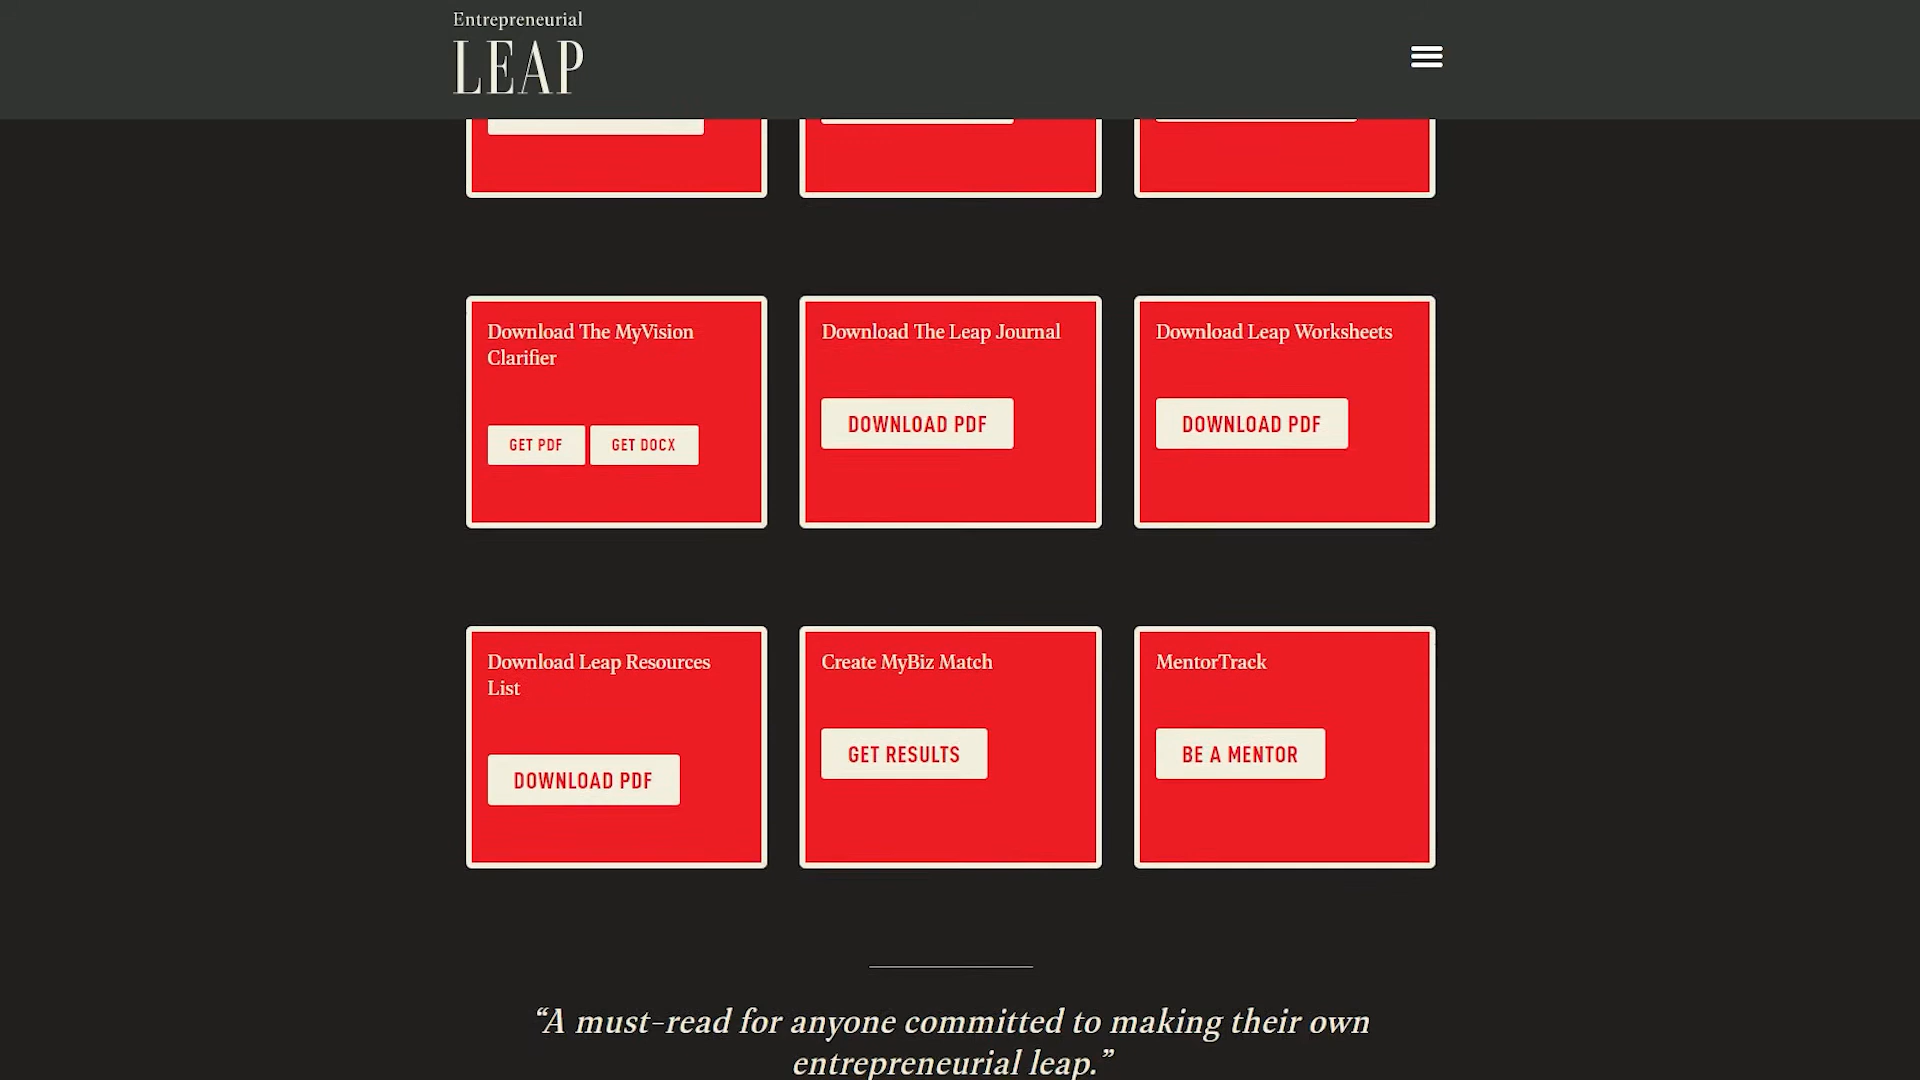 Entrepreneurial
LEAP
Download The MyVision
Clarifier
GET PDF
GET DOCX
Download The Leap Journal
DOWNLOAD PDF
Download Leap Worksheets
DOWNLOAD PDF
Download Leap Resources
List
DOWNLOAD PDF
Create MyBiz Match
GET RESULTS
MentorTrack
BE A MENTOR
“A must-read for anyone committed to making their own
entrepreneurial leap.”